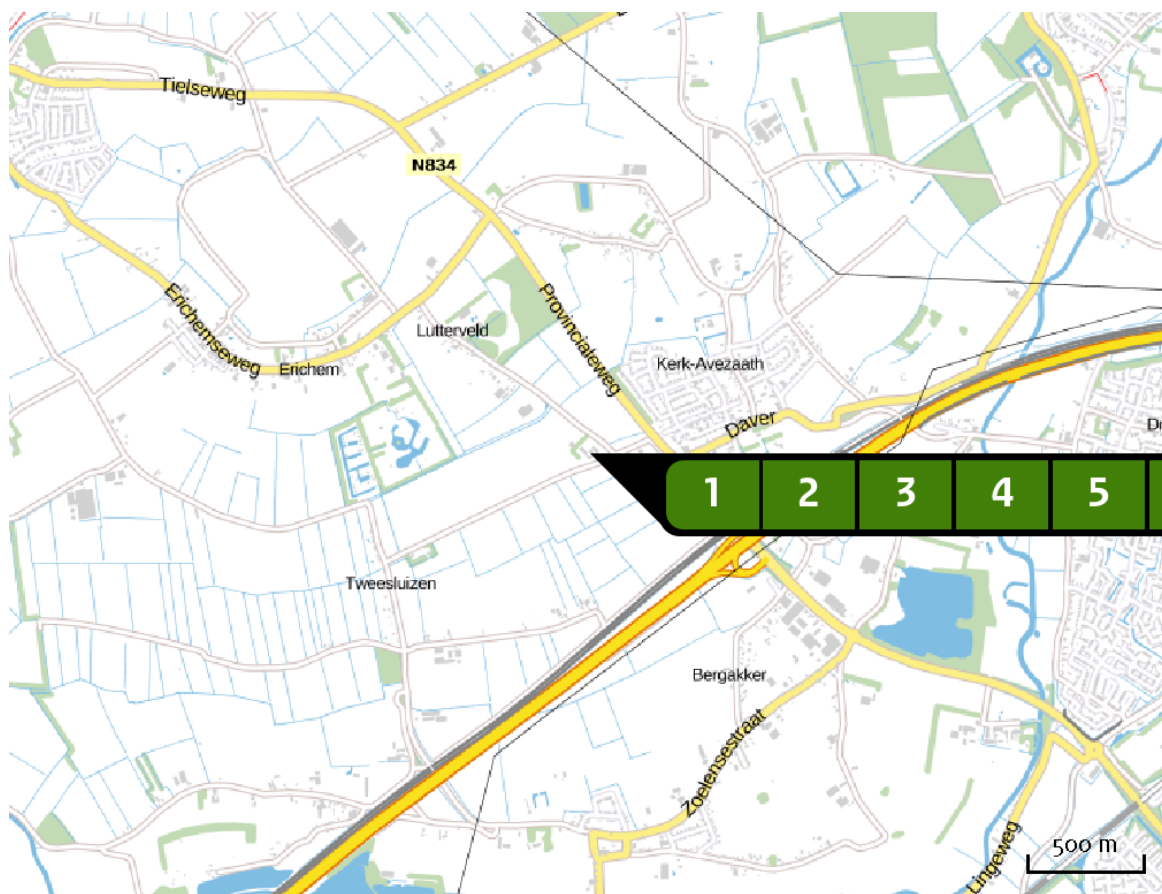 Tielseweg
N834
Erichemseweg
Erichem
Lutterveld
Provincialeweg
Kerk-Avezaath
Daver
1 2 3 4 5
Tweesluizen
Bergakker
Zoelensestraat
Lingeweg
500 m